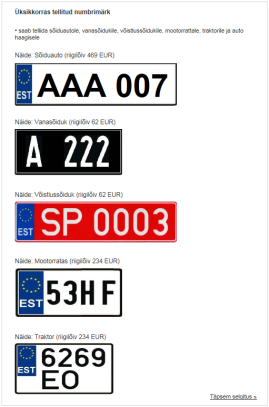 Üksikkorras tellitud numbrimärk
• saab tellida sõiduautole, vanasõidukile, võistlussõidukile, mootorrattale, traktorile ja auto
haagisele
Näide: Sõiduauto (riigilõiv 469 EUR)
EST AAA 007
Näide: Vanasõiduk (riigilõiv 62 EUR)
A 222
Näide: Võistlussõiduk (riigilõiv 62 EUR)
EST SP 0003
Näide: Mootorratas (riigilõiv 234 EUR)
EST 53H F
Näide: Traktor (riigilõiv 234 EUR)
EST 6269
EO
Täpsem selgitus »